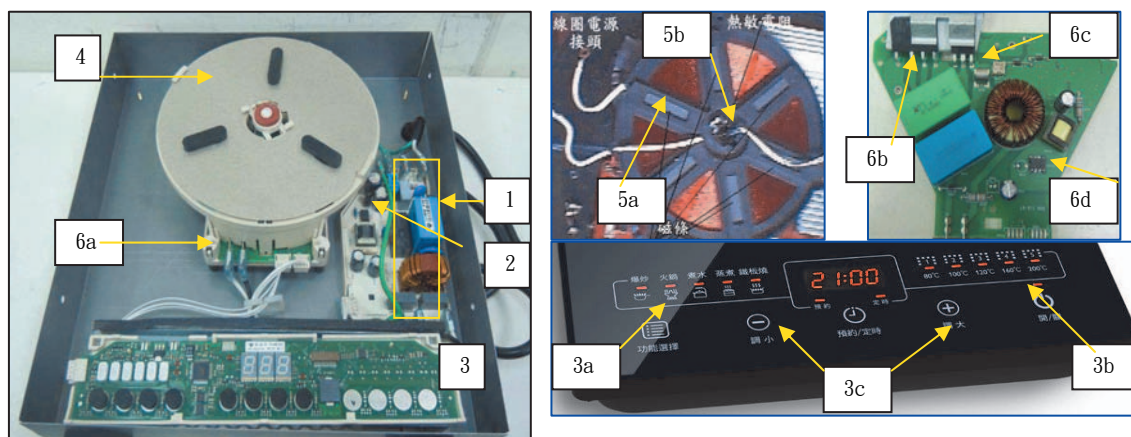 4
1
2
3
6a
線圈電源
接頭
熱敏電阻
5b
5a
磁條
6c
6b
6d
爆炒 火鍋 煮水 蒸煮 鐵板燒
21:00
預約 定時
80℃ 100℃ 120℃ 160℃ 200℃
功能選擇
調小
預約/定時
大
開/關
3a
3c
3b